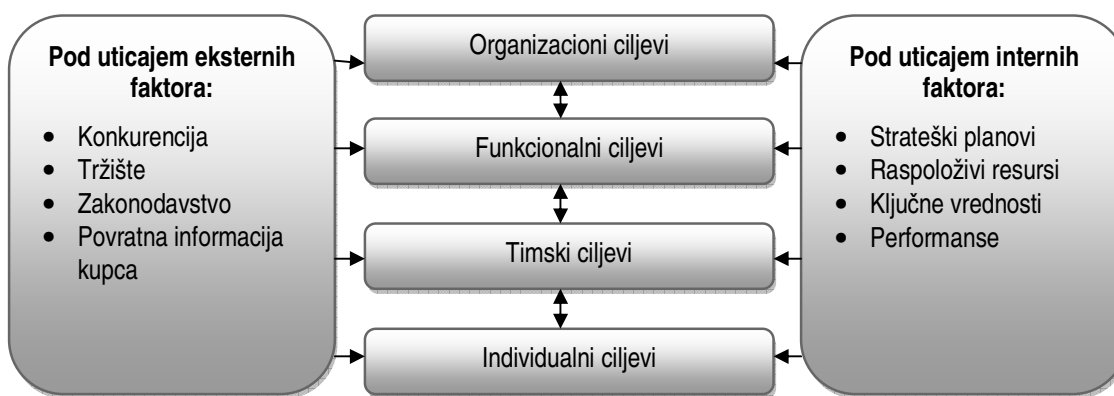 Pod uticajem eksternih
faktora:
• Konkurencija
• Tržište
• Zakonodavstvo
• Povratna informacija
kupca
Organizacioni ciljevi
Funkcionalni ciljevi
Timski ciljevi
Individualni ciljevi
Pod uticajem internih
faktora:
• Strateški planovi
• Raspoloživi resursi
• Ključne vrednosti
• Performanse